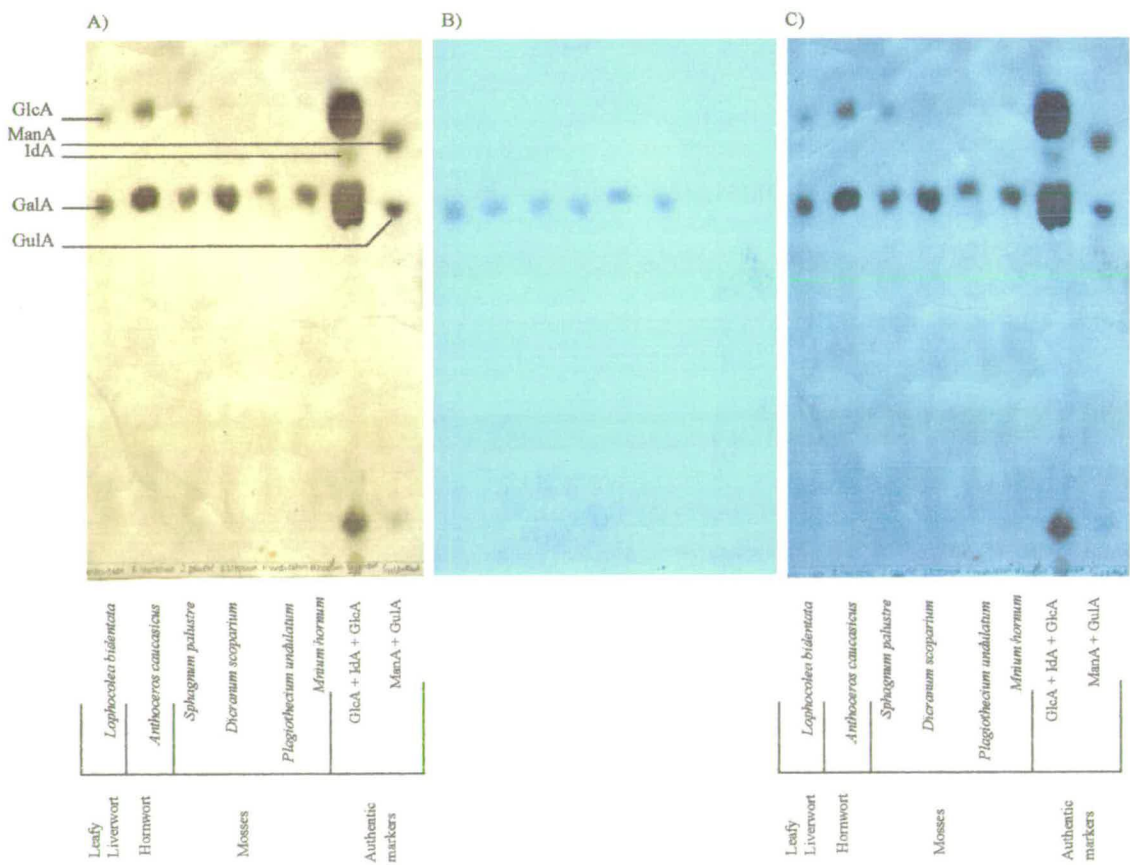 A)
B)
C)
GlcA
ManA
IdA
GalA
GulA
Lophocolea bidentata
Anthoceros caucasicus
Sphagnum palustre
Dicranum scoparium
Plagiothecium undulatum
Mnium hornum
GlcA + IdA + GlcA
ManA + GulA
Leafy
Liverwort
Hornwort
Mosses
Authentic
markers
Lophocolea bidentata
Anthoceros caucasicus
Sphagnum palustre
Dicranum scoparium
Plagiothecium undulatum
Mnium hornum
GlcA + IdA + GlcA
ManA + GulA
Leafy
Liverwort
Hornwort
Mosses
Authentic
markers